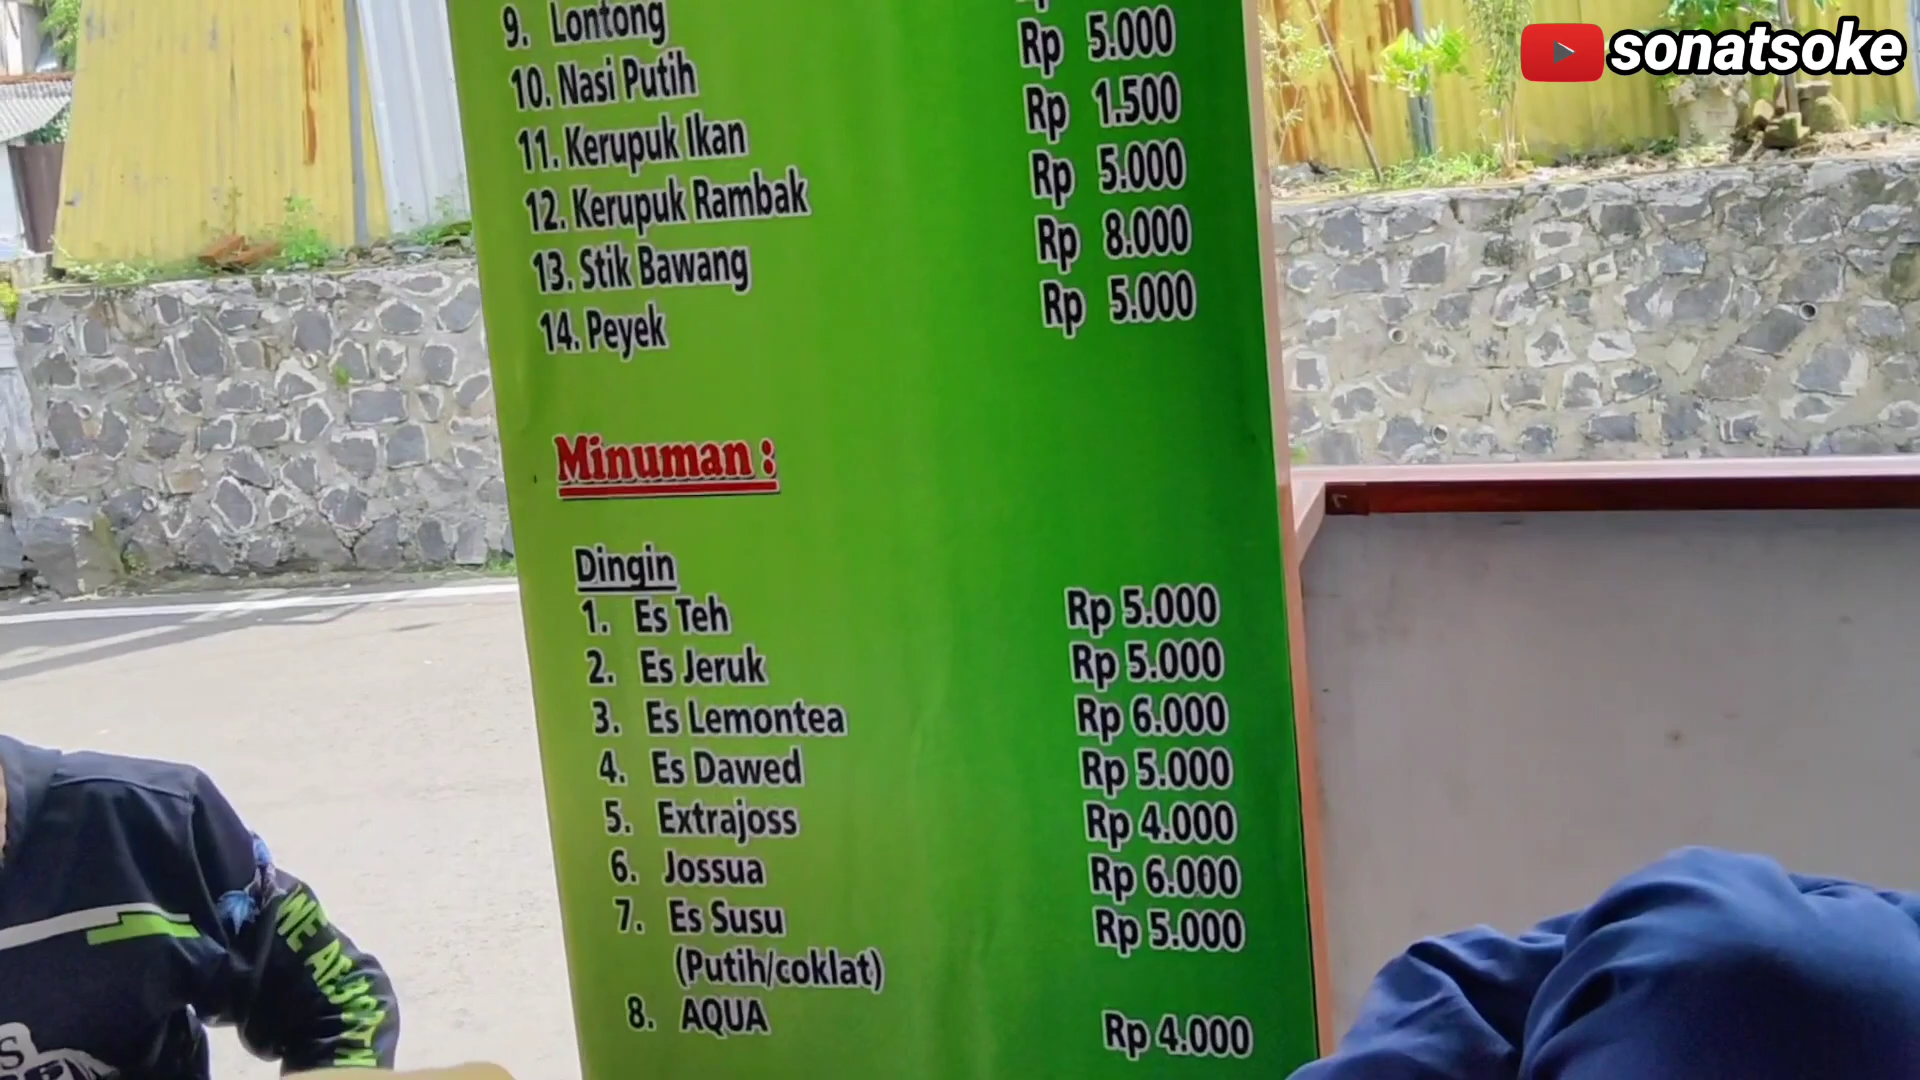 sonatsoke
9. Lontong
10. Nasi Putih Rp 5.000
11. Kerupuk Ikan Rp 1.500
12. Kerupuk Rambak Rp 5.000
13. Stik Bawang Rp 8.000
14. Peyek Rp 5.000
Minuman :
Dingin
1. Es Teh Rp 5.000
2. Es Jeruk Rp 5.000
3. Es Lemontea Rp 6.000
4. Es Dawed Rp 5.000
5. Extrajoss Rp 4.000
6. Jossua Rp 6.000
7. Es Susu Rp 5.000
(Putih/coklat)
8. AQUA Rp 4.000